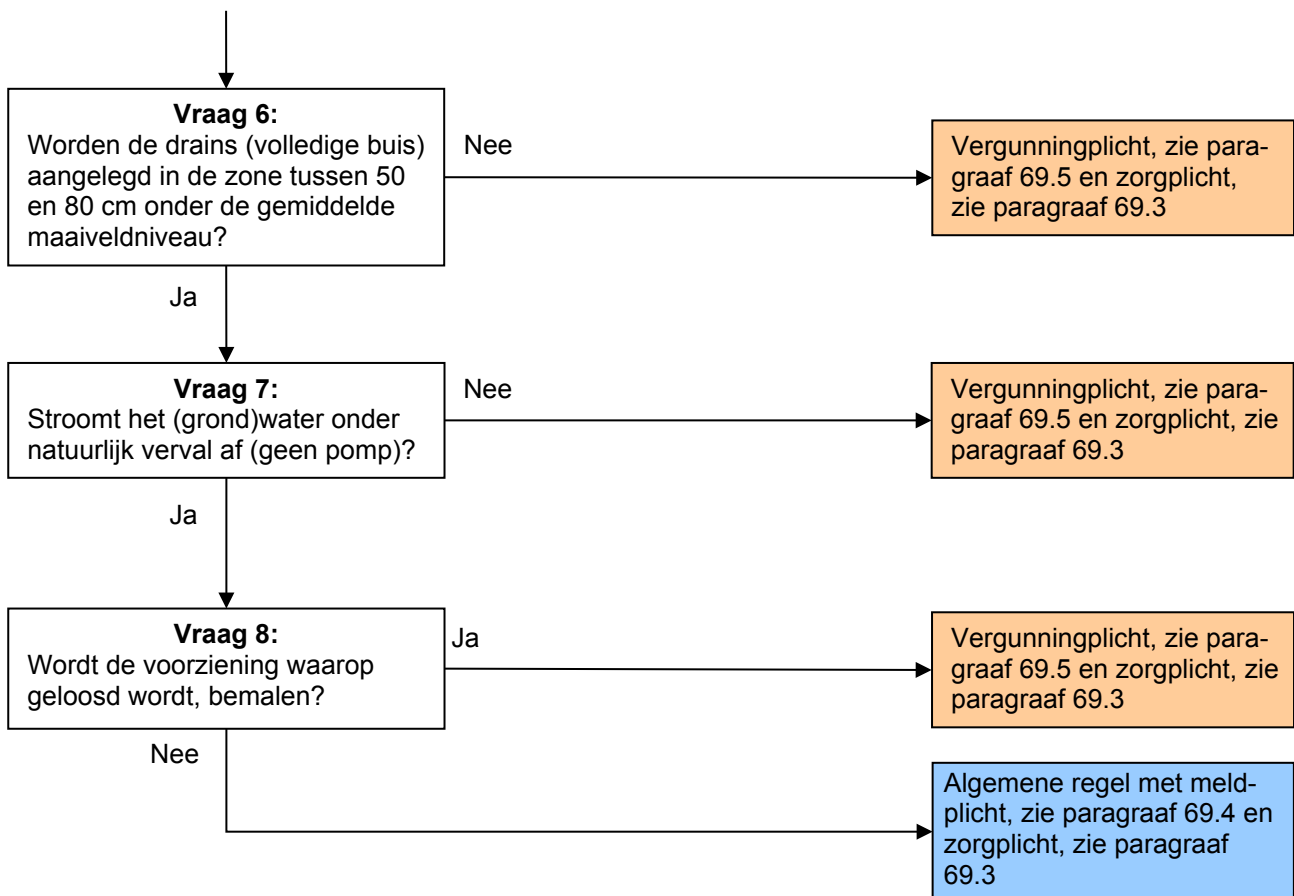 Vraag 6:
Worden de drains (volledige buis)
aangelegd in de zone tussen 50
en 80 cm onder de gemiddelde
maaiveldniveau?
Nee
Vergunningplicht, zie para-
graaf 69.5 en zorgplicht,
zie paragraaf 69.3
Ja
Vraag 7:
Stroomt het (grond)water onder
natuurlijk verval af (geen pomp)?
Nee
Vergunningplicht, zie para-
graaf 69.5 en zorgplicht, zie
paragraaf 69.3
Ja
Vraag 8:
Wordt de voorziening waarop
geloosd wordt, bemalen?
Ja
Vergunningplicht, zie para-
graaf 69.5 en zorgplicht, zie
paragraaf 69.3
Nee
Algemene regel met meld-
plicht, zie paragraaf 69.4 en
zorgplicht, zie paragraaf
69.3